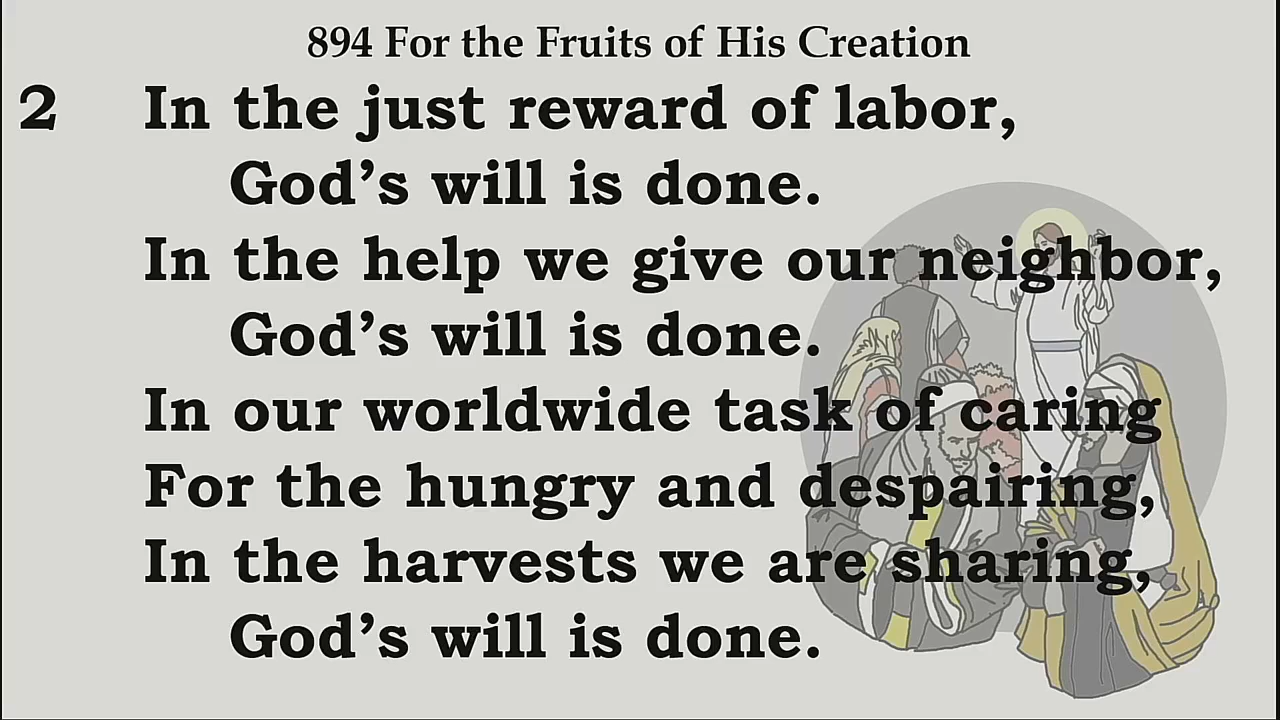 894 For the Fruits of His Creation
2 In the just reward of labor,
God’s will is done.
In the help we give our neighbor,
God’s will is done.
In our worldwide task of caring
For the hungry and despairing,
In the harvests we are sharing,
God’s will is done.